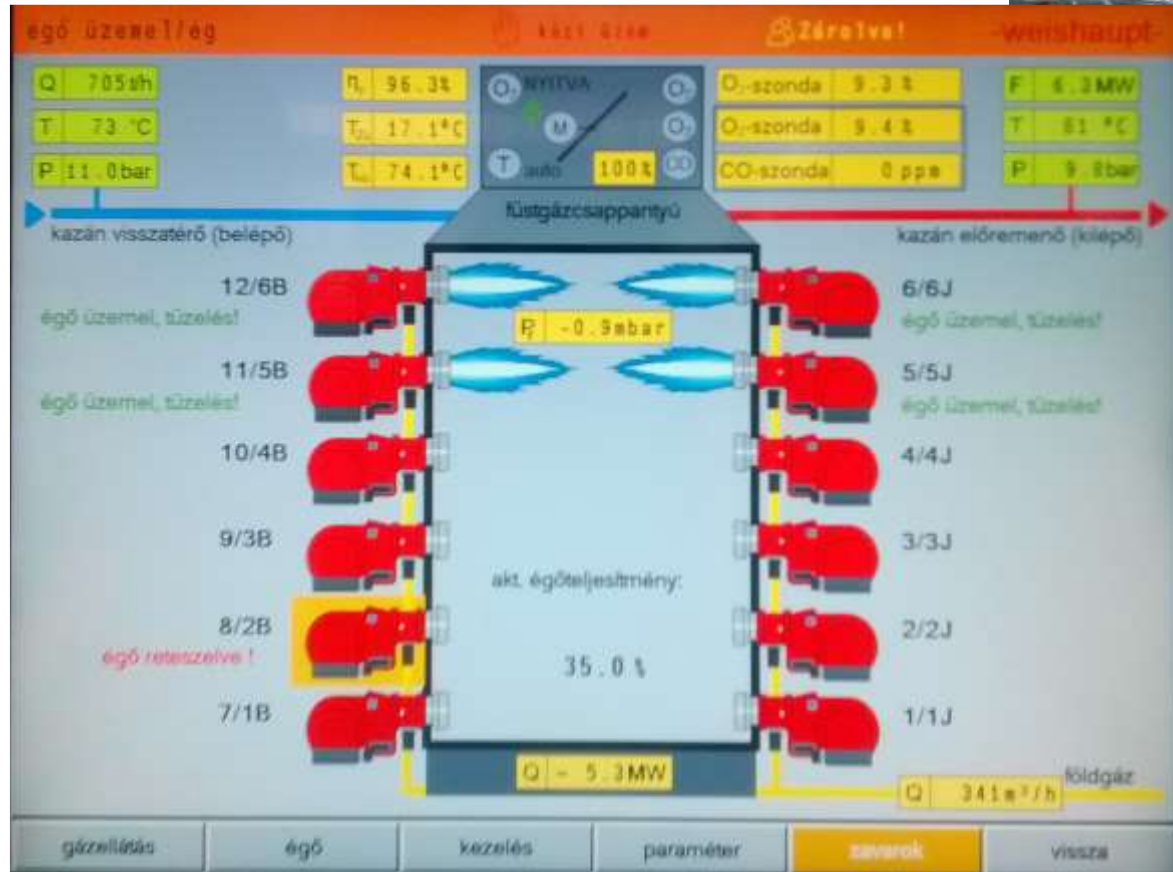 égő üzemel/ég
kézi üzem
Zárolva!
-weishaupt-
Q 705t/h
T 73 °C
P 11.0bar
96.3%
17.1°C
74.1°C
O₂ NYITVA O₂
M O₂
T auto 100% CO
O₂-szonda 9.3 %
O₂-szonda 9.4 %
CO-szonda 0 ppm
F 6.3MW
T 81 °C
P 9.8bar
kazán visszatérő (belépő)
füstgázcsappantyú
kazán előremenő (kilépő)
12/6B
égő üzemel, tüzelés!
6/6J
égő üzemel, tüzelés!
P -0.9mbar
11/5B
égő üzemel, tüzelés!
5/5J
égő üzemel, tüzelés!
10/4B
4/4J
9/3B
3/3J
akt. égőteljesítmény:
8/2B
égő reteszelve !
2/2J
35.0 %
7/1B
1/1J
Q - 5.3MW
földgáz
Q 341m³/h
gázellátás
égő
kezelés
paraméter
zavarok
vissza